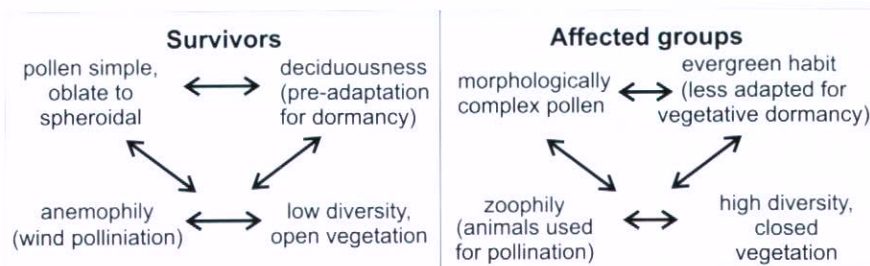 Survivors
pollen simple,
oblate to
spheroidal
deciduousness
(pre-adaptation
for dormancy)
anemophily
(wind polliniation)
low diversity,
open vegetation
Affected groups
morphologically
complex pollen
evergreen habit
(less adapted for
vegetative dormancy)
zoophily
(animals used
for pollination)
high diversity,
closed
vegetation